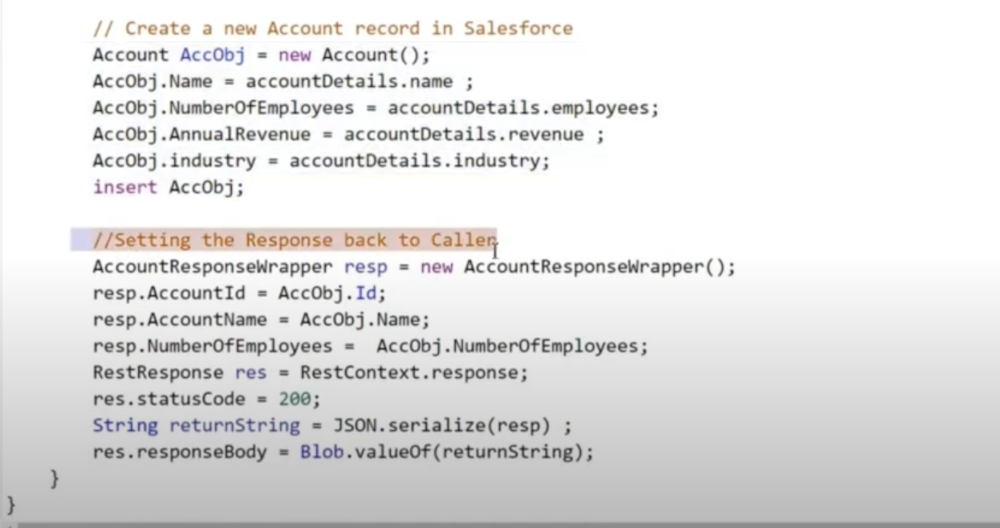 // Create a new Account record in Salesforce
Account AccObj = new Account();
AccObj.Name = accountDetails.name ;
AccObj.NumberOfEmployees = accountDetails.employees;
AccObj.AnnualRevenue = accountDetails.revenue ;
AccObj.industry = accountDetails.industry;
insert AccObj;
//Setting the Response back to Caller
AccountResponseWrapper resp = new AccountResponseWrapper();
resp.AccountId = AccObj.Id;
resp.AccountName = AccObj.Name;
resp.NumberOfEmployees =  AccObj.NumberOfEmployees;
RestResponse res = RestContext.response;
res.statusCode = 200;
String returnString = JSON.serialize(resp) ;
res.responseBody = Blob.valueOf(returnString);
}
}